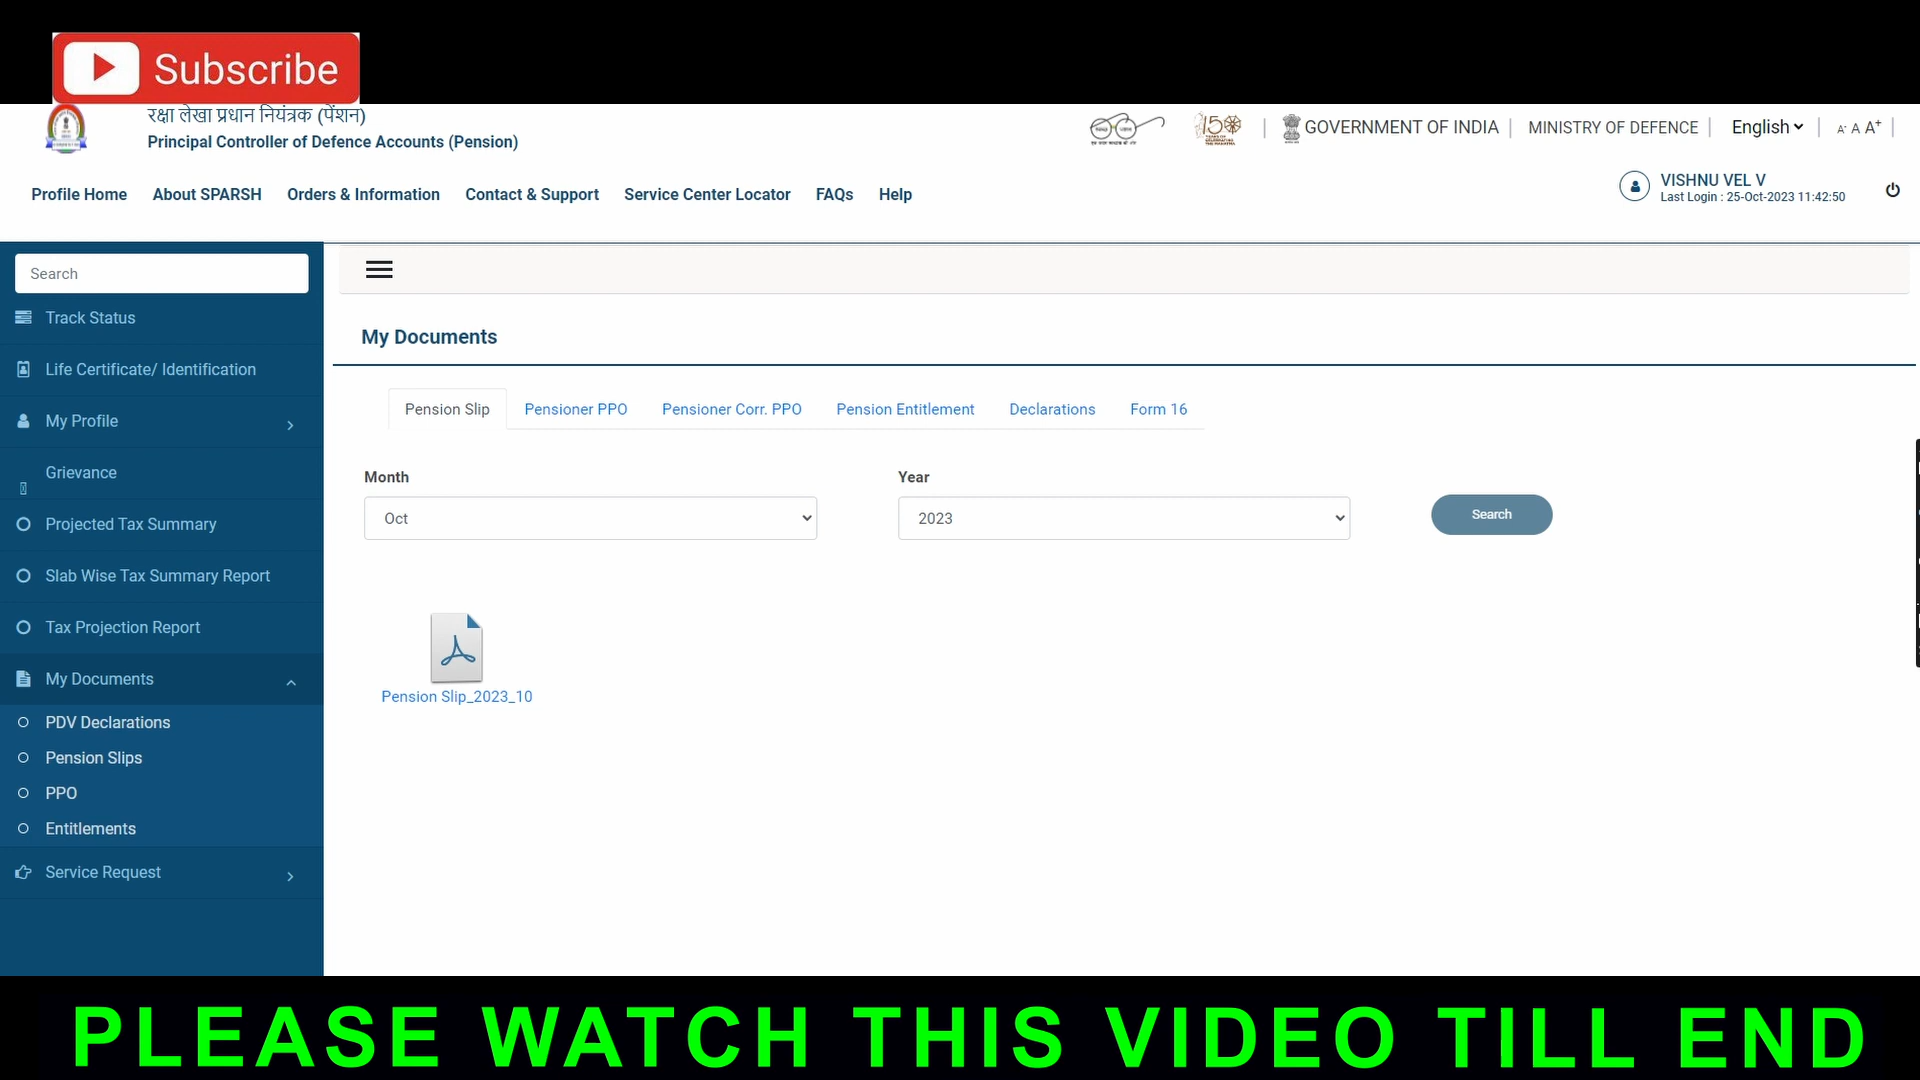 Subscribe
रक्षा लेखा प्रधान नियंत्रक (पेंशन)
Principal Controller of Defence Accounts (Pension)
GOVERNMENT OF INDIA
MINISTRY OF DEFENCE
English
A- A A+
Profile Home
About SPARSH
Orders & Information
Contact & Support
Service Center Locator
FAQs
Help
VISHNU VEL V
Last Login : 25-Oct-2023 11:42:50
Search
Track Status
Life Certificate/ Identification
My Profile
Grievance
Projected Tax Summary
Slab Wise Tax Summary Report
Tax Projection Report
My Documents
PDV Declarations
Pension Slips
PPO
Entitlements
Service Request
My Documents
Pension Slip
Pensioner PPO
Pensioner Corr. PPO
Pension Entitlement
Declarations
Form 16
Month
Year
Oct
2023
Search
Pension Slip_2023_10
PLEASE WATCH THIS VIDEO TILL END